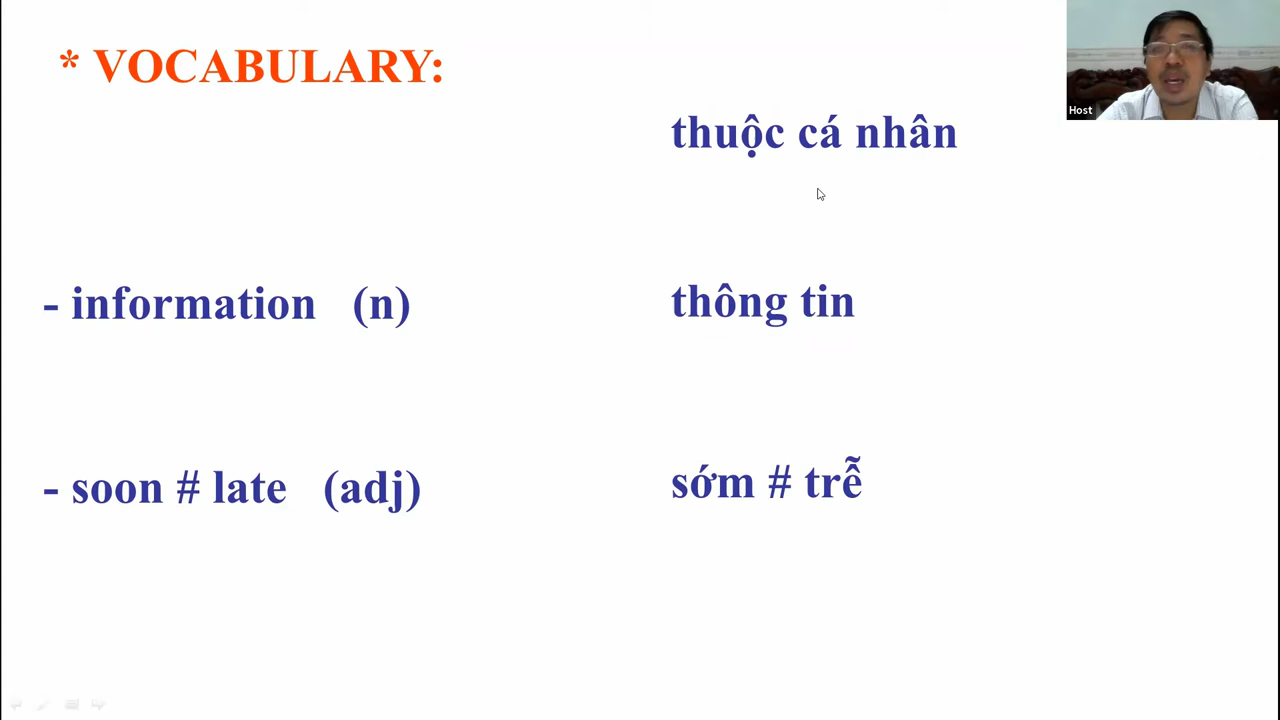 * VOCABULARY:
Host
thuộc cá nhân
- information (n) thông tin
- soon # late (adj) sớm # trễ